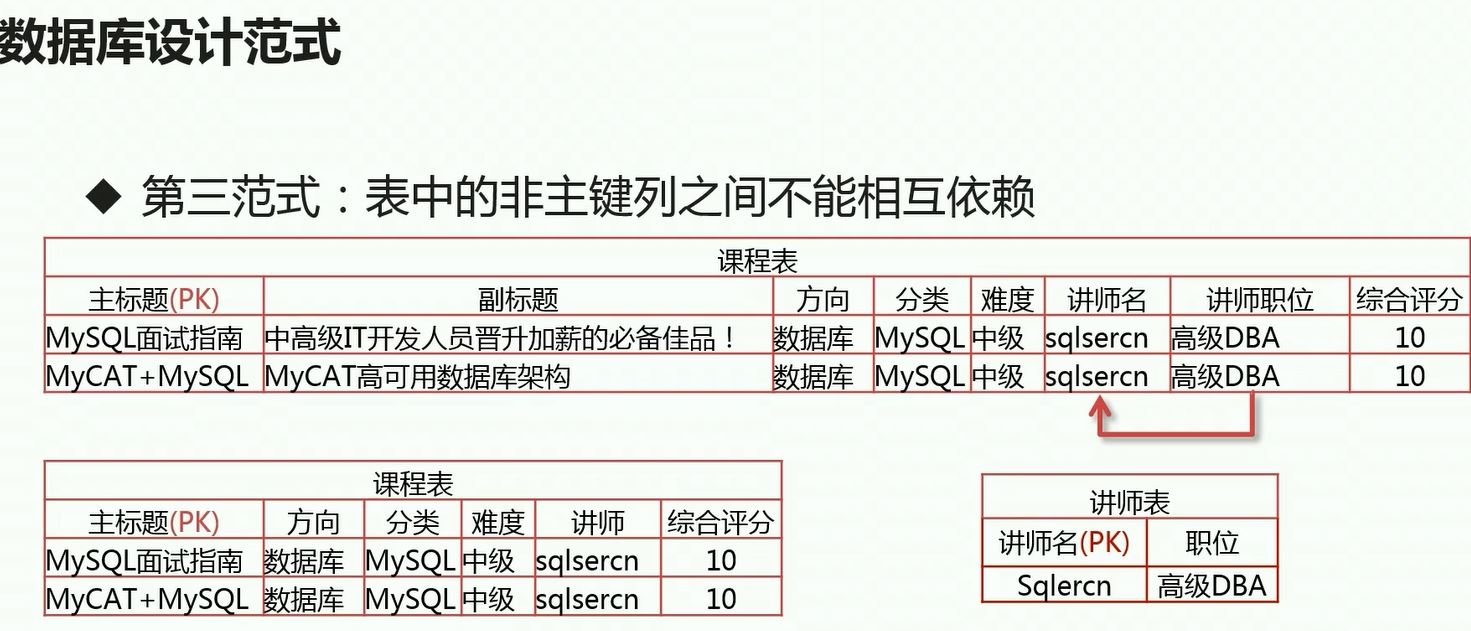 数据库设计范式
◆ 第三范式：表中的非主键列之间不能相互依赖
课程表
主标题(PK) 副标题 方向 分类 难度 讲师名 讲师职位 综合评分
MySQL面试指南 中高级IT开发人员晋升加薪的必备佳品！ 数据库 MySQL 中级 sqlsercn 高级DBA 10
MyCAT+MySQL MyCAT高可用数据库架构 数据库 MySQL 中级 sqlsercn 高级DBA 10
课程表
主标题(PK) 方向 分类 难度 讲师 综合评分
MySQL面试指南 数据库 MySQL 中级 sqlsercn 10
MyCAT+MySQL 数据库 MySQL 中级 sqlsercn 10
讲师表
讲师名(PK) 职位
Sqlercn 高级DBA